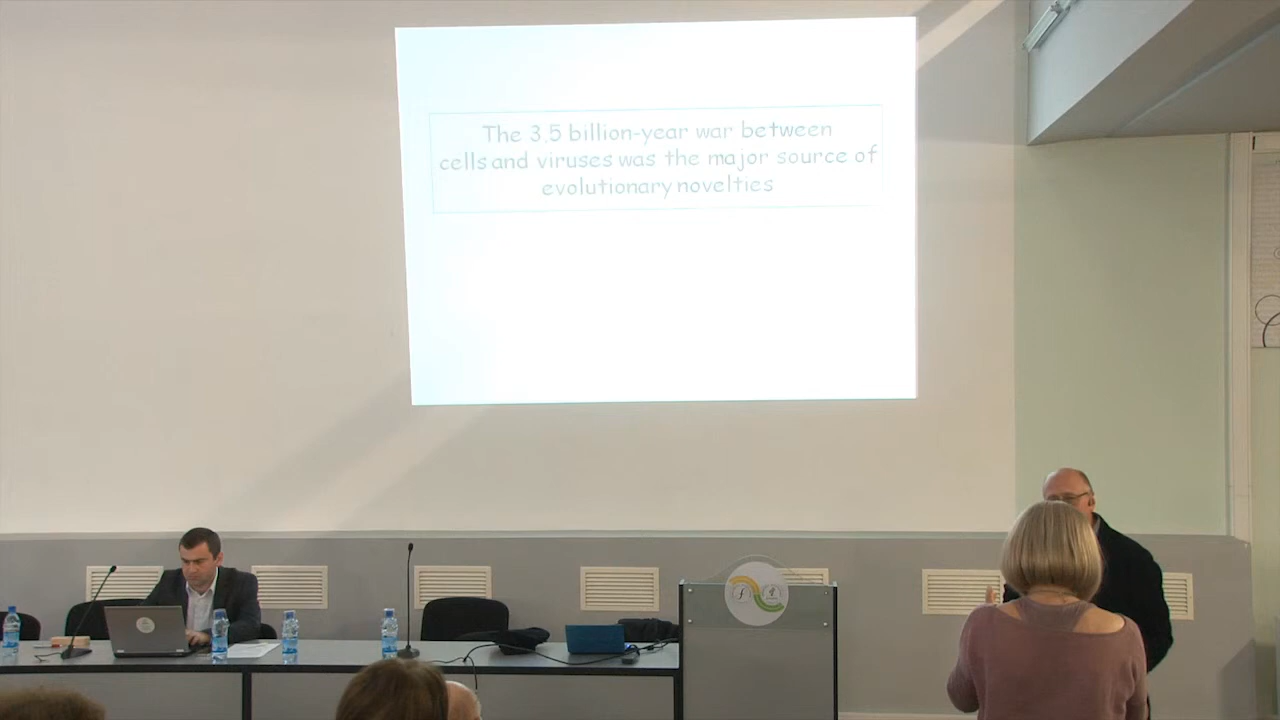 The 3.5 billion-year war between
cells and viruses was the major source of
evolutionary novelties